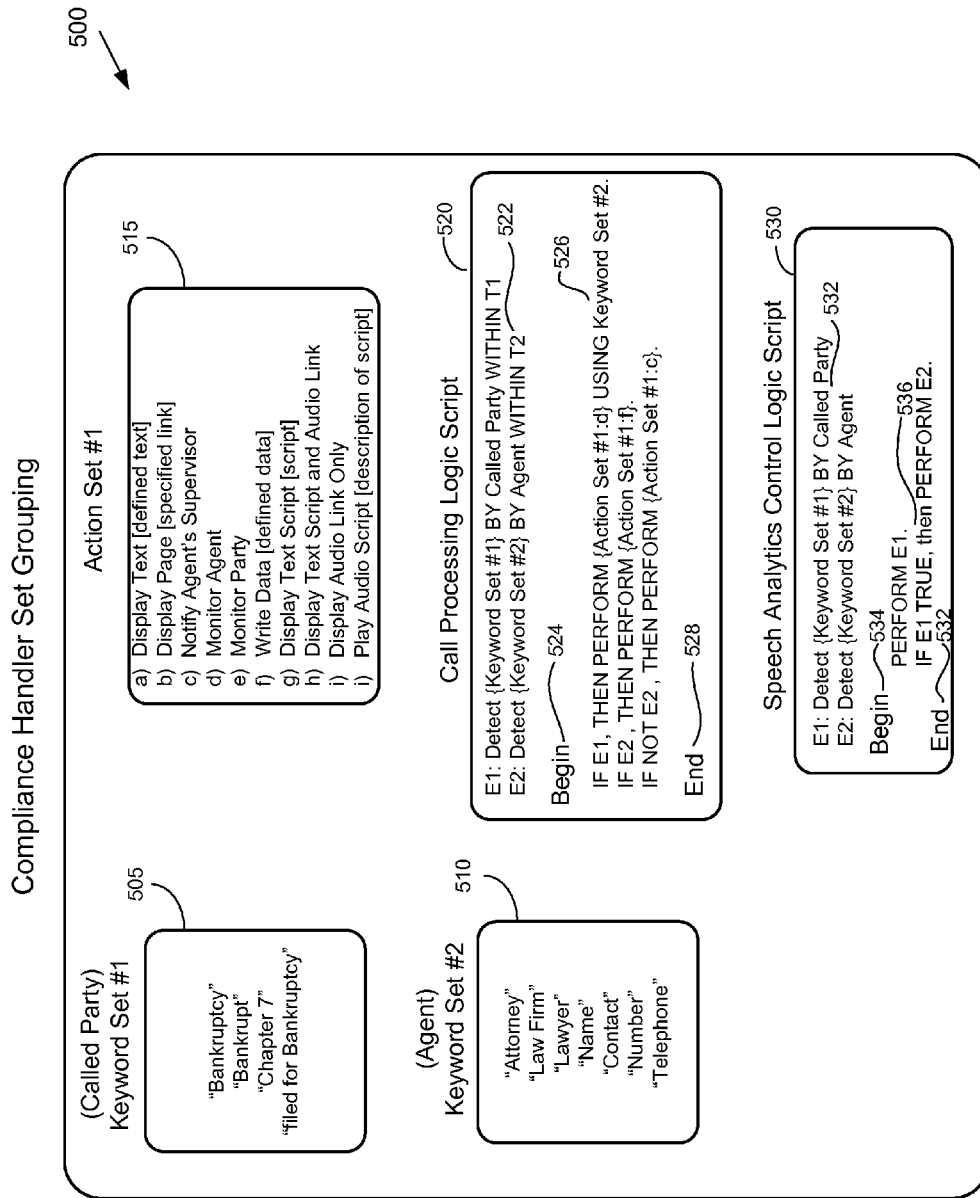 Compliance Handler Set Grouping
500
(Called Party)
Keyword Set #1
505
“Bankruptcy”
“Bankrupt”
“Chapter 7”
“filed for Bankruptcy”
(Agent)
Keyword Set #2
510
“Attorney”
“Law Firm”
“Lawyer”
“Name”
“Contact”
“Number”
“Telephone”
Action Set #1
515
a) Display Text [defined text]
b) Display Page [specified link]
c) Notify Agent's Supervisor
d) Monitor Agent
e) Monitor Party
f) Write Data [defined data]
g) Display Text Script [script]
h) Display Text Script and Audio Link
i) Display Audio Link Only
i) Play Audio Script [description of script]
Call Processing Logic Script
520
E1: Detect {Keyword Set #1} BY Called Party WITHIN T1
E2: Detect {Keyword Set #2} BY Agent WITHIN T2
522
Begin
524
526
IF E1, THEN PERFORM {Action Set #1:d} USING Keyword Set #2.
IF E2 , THEN PERFORM {Action Set #1:f}.
IF NOT E2 , THEN PERFORM {Action Set #1:c}.
End
528
Speech Analytics Control Logic Script
530
E1: Detect {Keyword Set #1} BY Called Party
E2: Detect {Keyword Set #2} BY Agent
532
Begin
534
PERFORM E1.
536
IF E1 TRUE, then PERFORM E2.
End
532